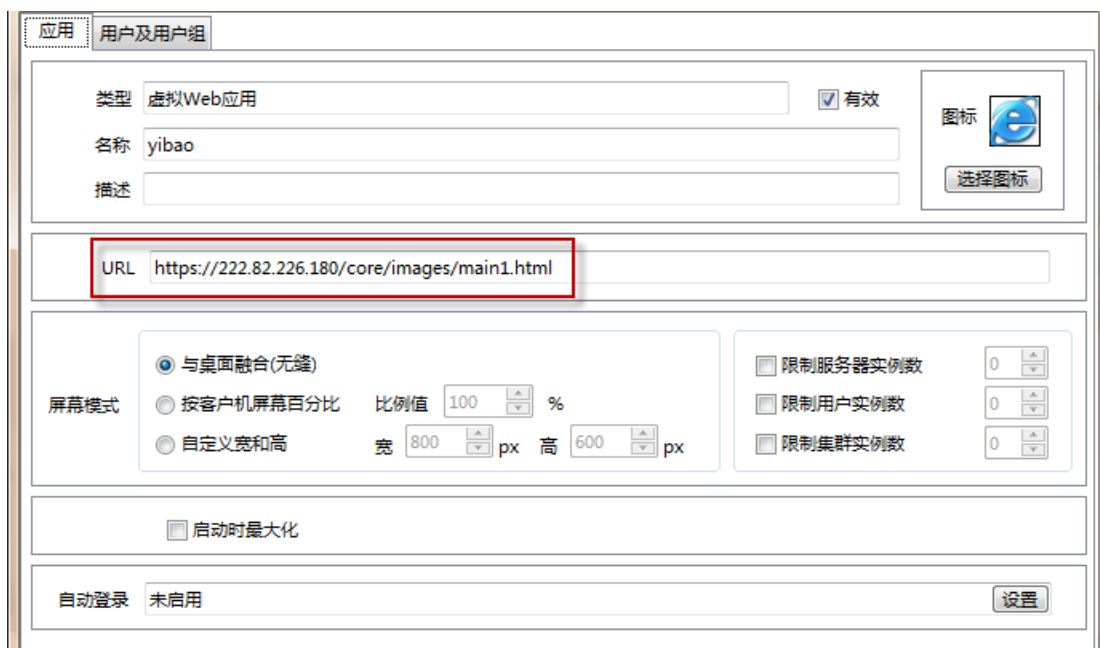 应用 用户及用户组
类型 虚拟Web应用 有效
名称 yibao
描述
图标
选择图标
URL https://222.82.226.180/core/images/main1.html
屏幕模式
与桌面融合(无缝)
按客户机屏幕百分比 比例值 100 %
自定义宽和高 宽 800 px 高 600 px
限制服务器实例数 0
限制用户实例数 0
限制集群实例数 0
启动时最大化
自动登录 未启用 设置